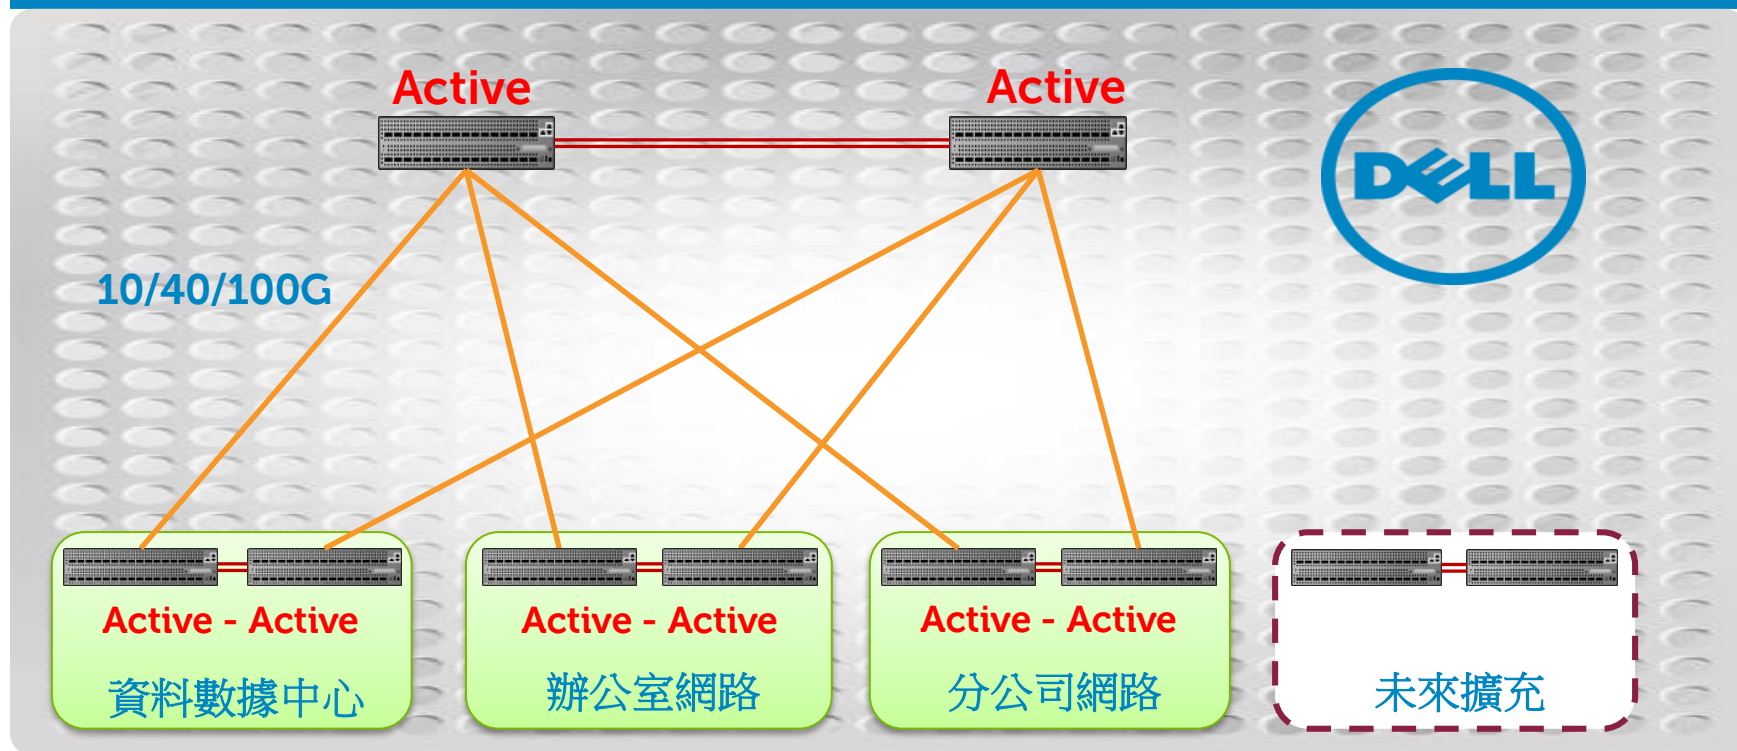 Active
Active
DELL
10/40/100G
Active - Active
Active - Active
Active - Active
資料數據中心
辦公室網路
分公司網路
未來擴充